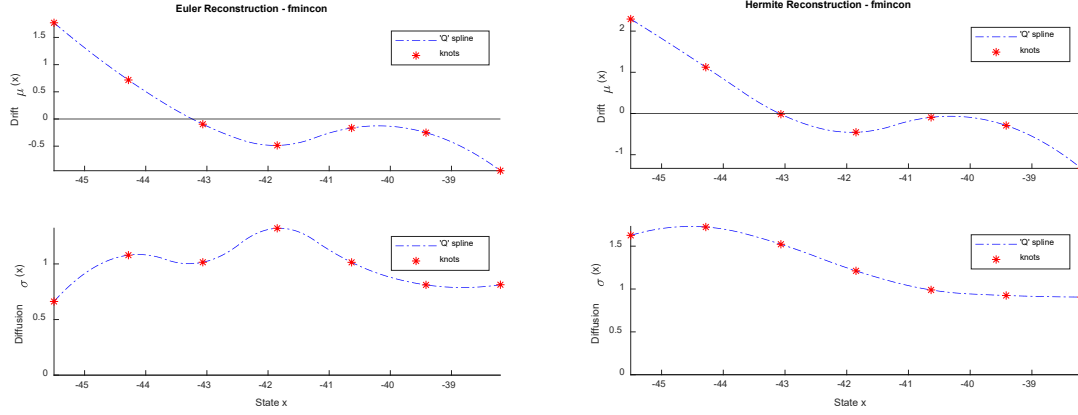 Euler Reconstruction - fmincon
1.5
1
0.5
0
-0.5
Drift μ (x)
'Q' spline
knots
-45 -44 -43 -42 -41 -40 -39
1
0.5
0
Diffusion σ (x)
'Q' spline
knots
-45 -44 -43 -42 -41 -40 -39
State x
Hermite Reconstruction - fmincon
2
1
0
-1
Drift μ (x)
'Q' spline
knots
-45 -44 -43 -42 -41 -40 -39
1.5
1
0.5
0
Diffusion σ (x)
'Q' spline
knots
-45 -44 -43 -42 -41 -40 -39
State x